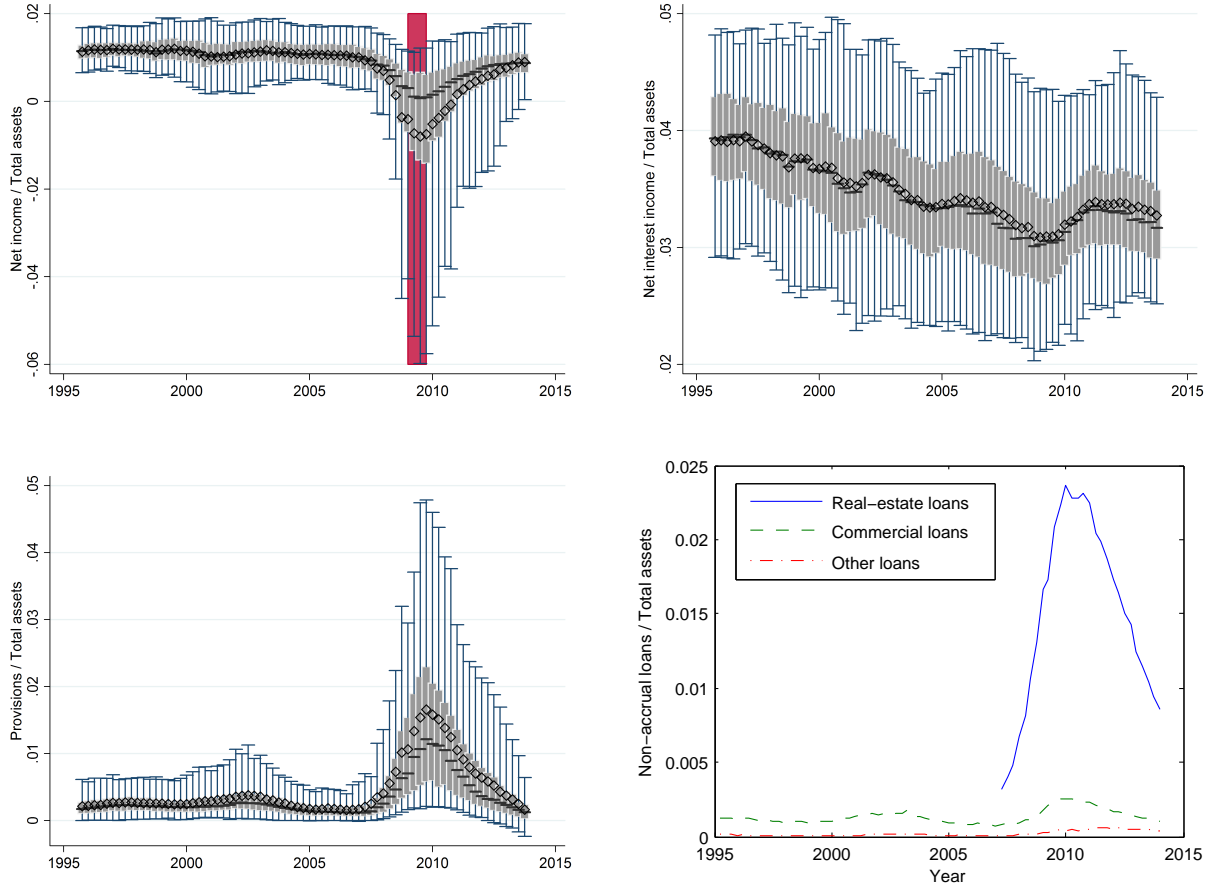 Net income / Total assets
.02
0
-.02
-.04
-.06
1995 2000 2005 2010 2015
Net interest income / Total assets
.05
.04
.03
.02
1995 2000 2005 2010 2015
Provisions / Total assets
.05
.04
.03
.02
.01
0
1995 2000 2005 2010 2015
Non-accrual loans / Total assets
0.025
0.02
0.015
0.01
0.005
0
Real-estate loans
Commercial loans
Other loans
1995 2000 2005 2010 2015
Year